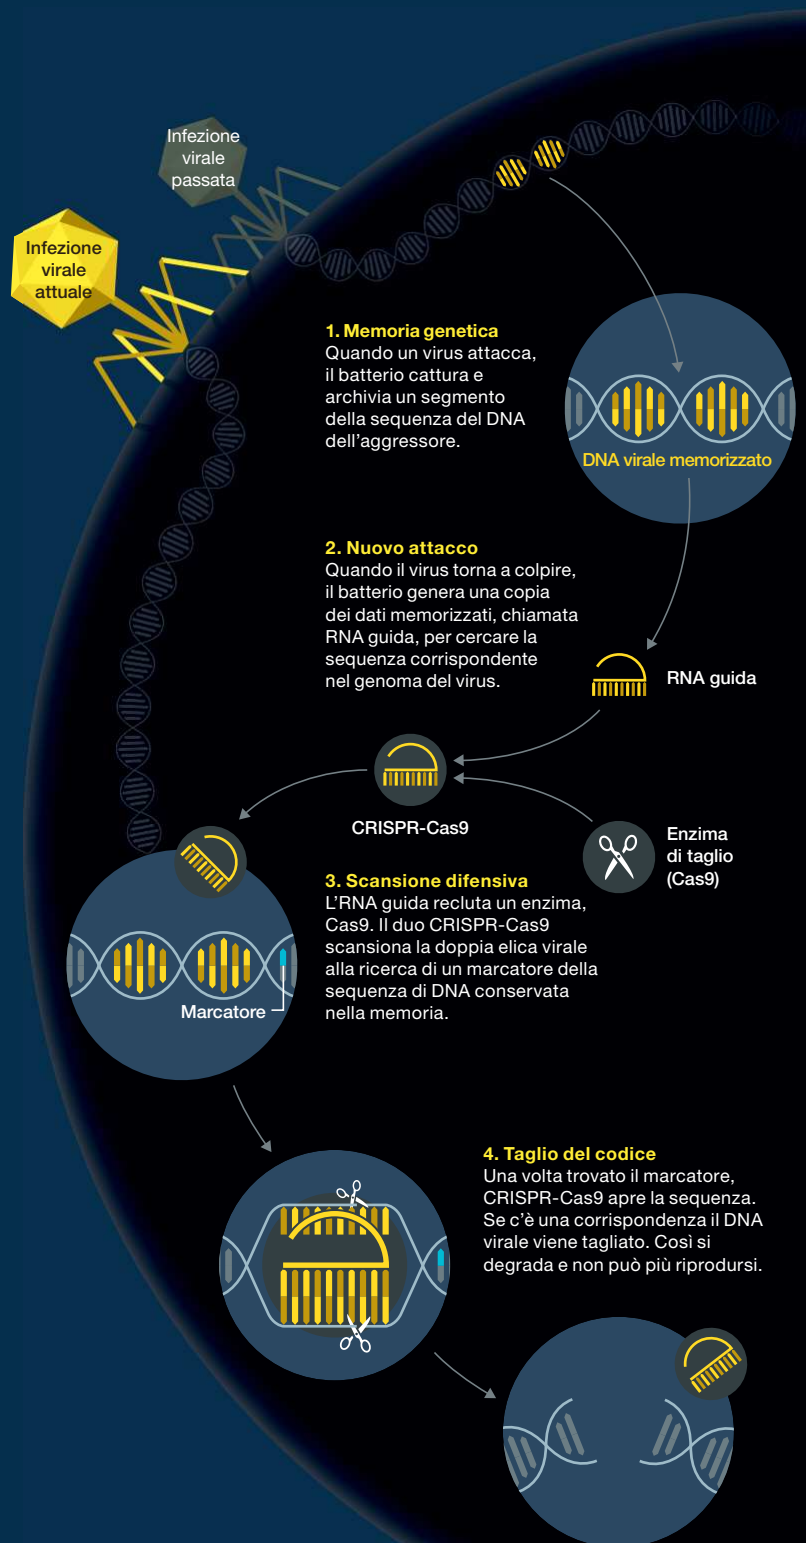 Infezione
virale
passata
Infezione
virale
attuale
1. Memoria genetica
Quando un virus attacca,
il batterio cattura e
archivia un segmento
della sequenza del DNA
dell’aggressore.
DNA virale memorizzato
2. Nuovo attacco
Quando il virus torna a colpire,
il batterio genera una copia
dei dati memorizzati, chiamata
RNA guida, per cercare la
sequenza corrispondente
nel genoma del virus.
RNA guida
CRISPR-Cas9
Enzima
di taglio
(Cas9)
3. Scansione difensiva
L’RNA guida recluta un enzima,
Cas9. Il duo CRISPR-Cas9
scansiona la doppia elica virale
alla ricerca di un marcatore della
sequenza di DNA conservata
nella memoria.
Marcatore
4. Taglio del codice
Una volta trovato il marcatore,
CRISPR-Cas9 apre la sequenza.
Se c’è una corrispondenza il DNA
virale viene tagliato. Così si
degrada e non può più riprodursi.